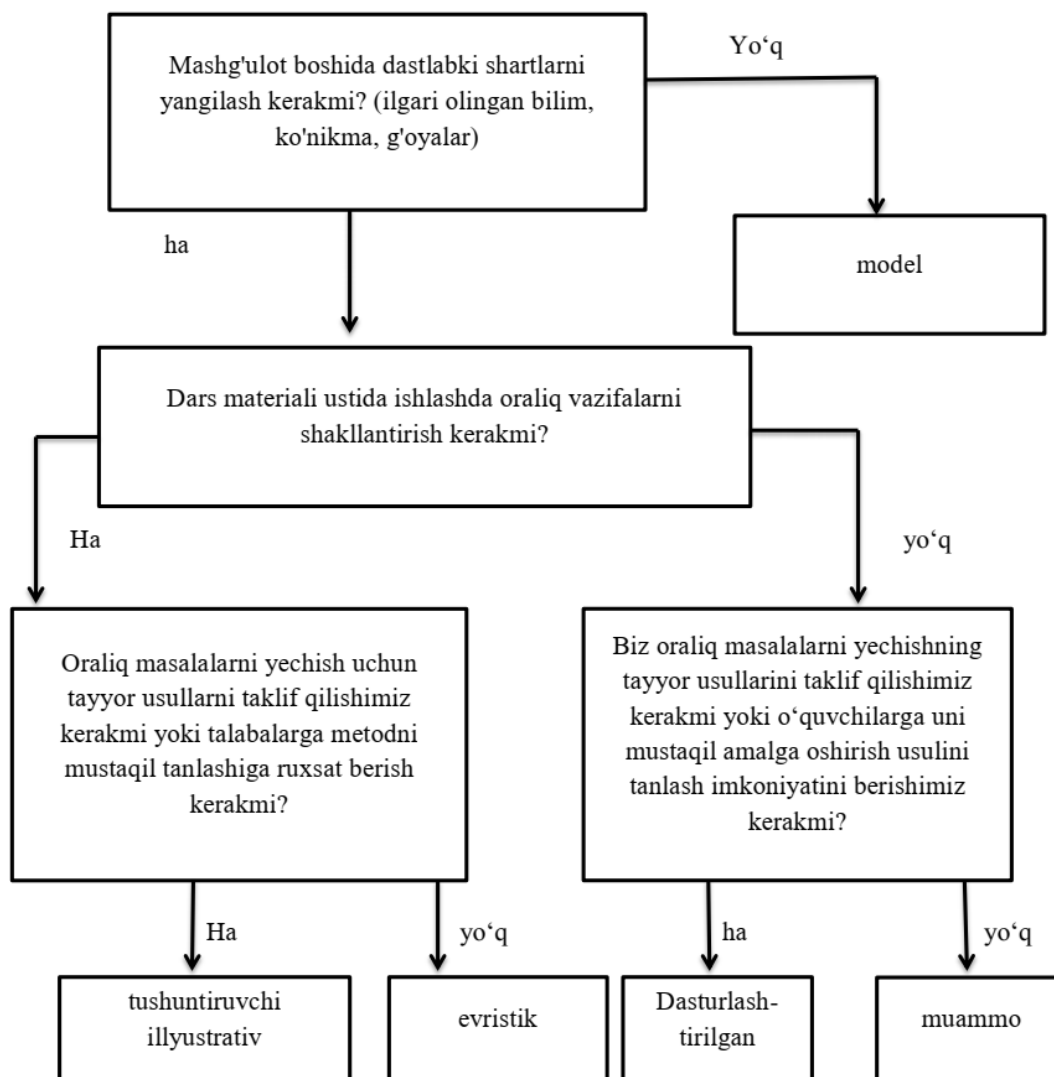 Mashg'ulot boshida dastlabki shartlarni
yangilash kerakmi? (ilgari olingan bilim,
ko'nikma, g'oyalar)
Yo‘q
model
ha
Dars materiali ustida ishlashda oraliq vazifalarni
shakllantirish kerakmi?
Ha
yo‘q
Oraliq masalalarni yechish uchun
tayyor usullarni taklif qilishimiz
kerakmi yoki talabalarga metodni
mustaqil tanlashiga ruxsat berish
kerakmi?
Biz oraliq masalalarni yechishning
tayyor usullarini taklif qilishimiz
kerakmi yoki o‘quvchilarga uni
mustaqil amalga oshirish usulini
tanlash imkoniyatini berishimiz
kerakmi?
Ha
yo‘q
ha
yo‘q
tushuntiruvchi
illyustrativ
evristik
Dasturlash-
tirilgan
muammo